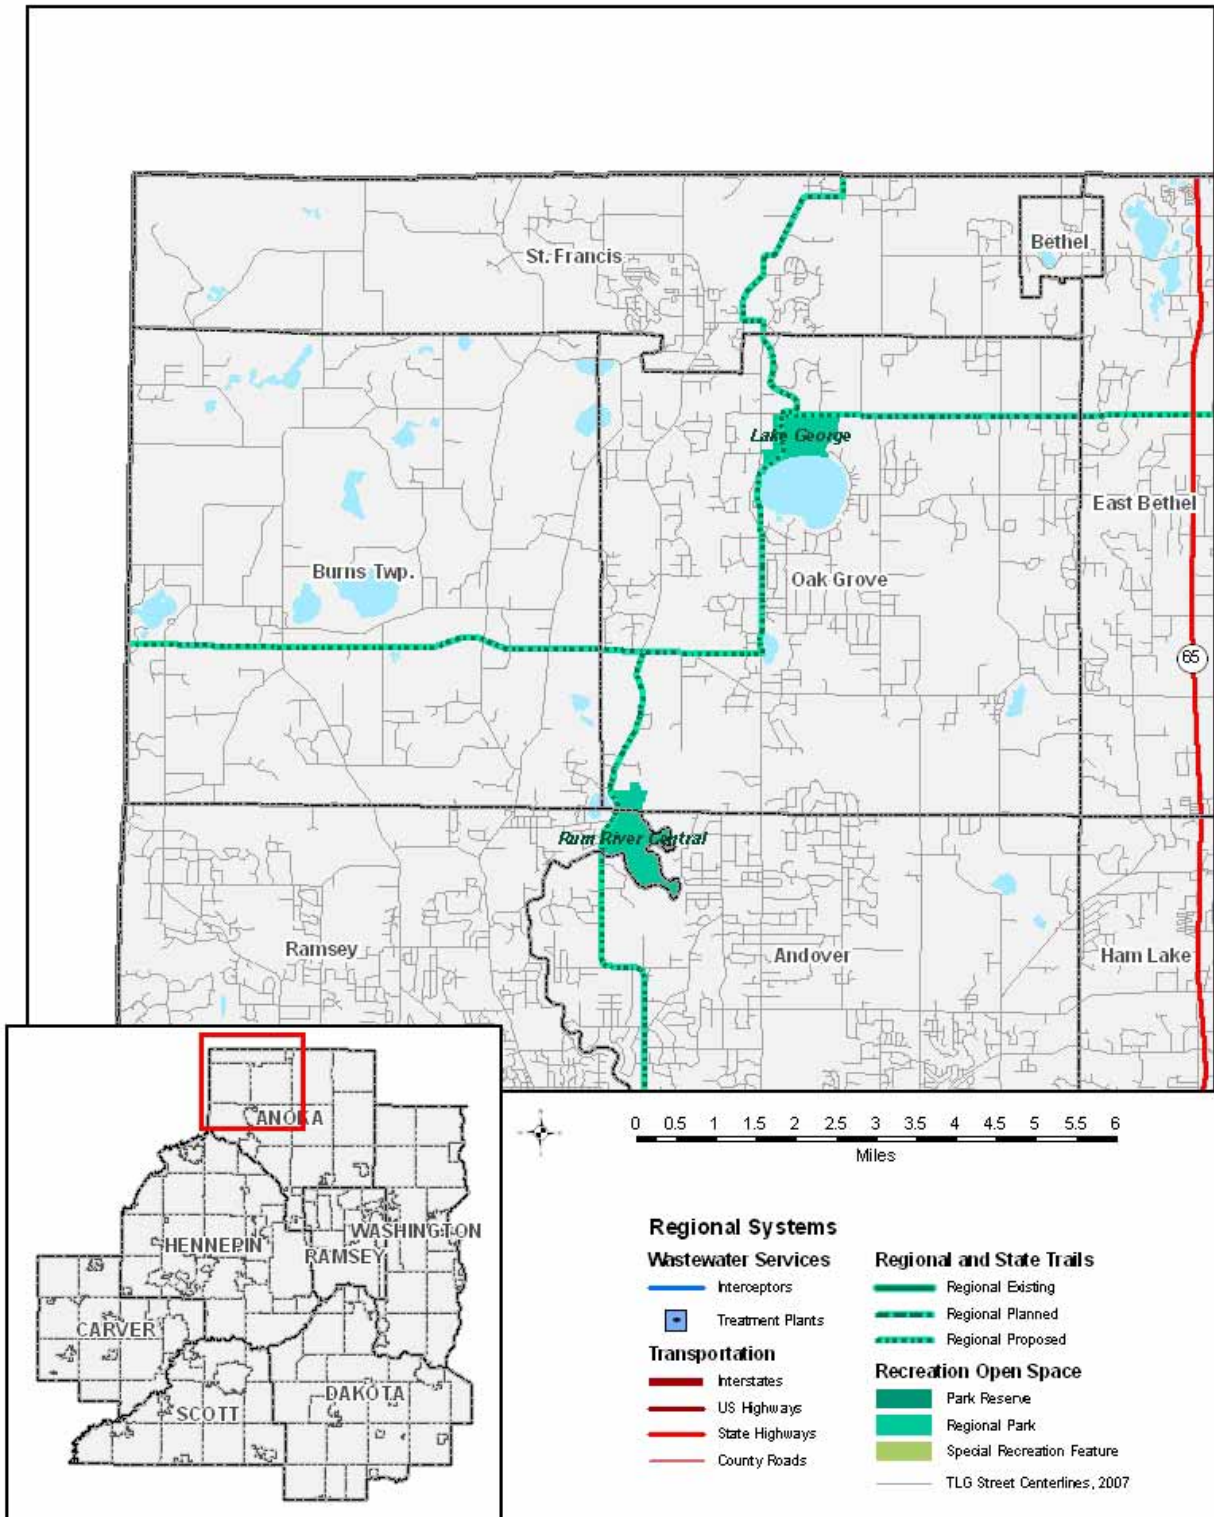 St. Francis
Bethel
Lake George
East Bethel
Burns Twp.
Oak Grove
65
Rum River Central
Ramsey
Andover
Ham Lake
ANOKA
WASHINGTON
HENNEPIN
RAMSEY
CARVER
DAKOTA
SCOTT
0 0.5 1 1.5 2 2.5 3 3.5 4 4.5 5 5.5 6
Miles
Regional Systems
Wastewater Services
Interceptors
Treatment Plants
Transportation
Interstates
US Highways
State Highways
County Roads
Regional and State Trails
Regional Existing
Regional Planned
Regional Proposed
Recreation Open Space
Park Reserve
Regional Park
Special Recreation Feature
TLG Street Centerlines, 2007